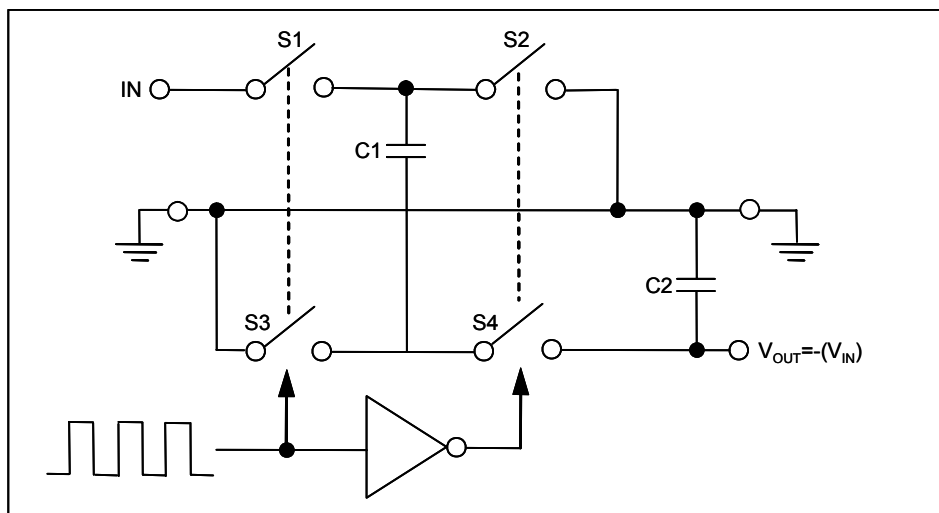 S1
S2
IN
C1
C2
S3
S4
VOUT=-(VIN)